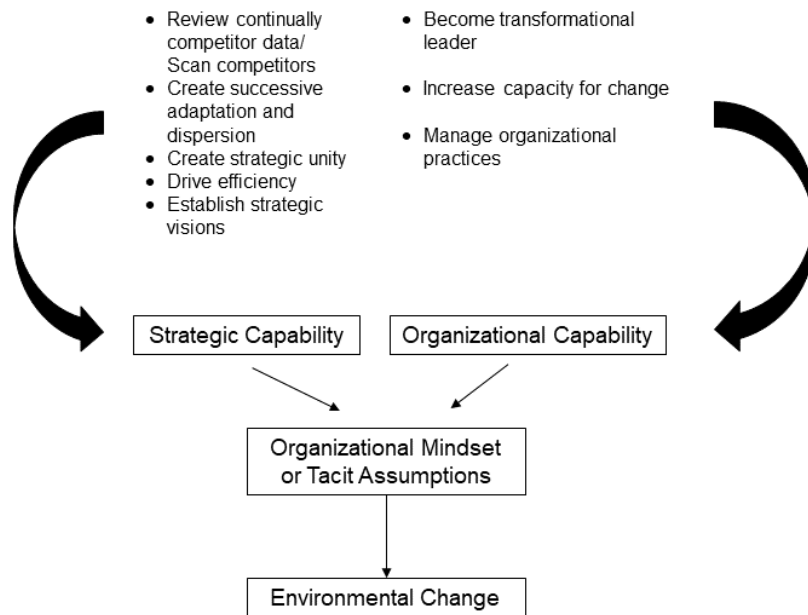 • Review continually
competitor data/
Scan competitors
• Create successive
adaptation and
dispersion
• Create strategic unity
• Drive efficiency
• Establish strategic
visions
• Become transformational
leader
• Increase capacity for change
• Manage organizational
practices
Strategic Capability
Organizational Capability
Organizational Mindset
or Tacit Assumptions
Environmental Change